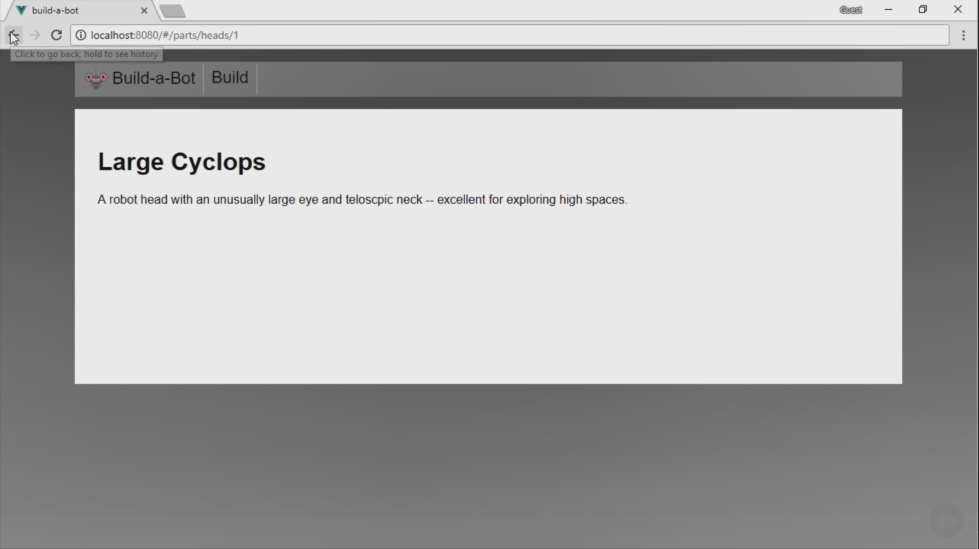 build-a-bot
Guest
localhost:8080/#/parts/heads/1
Click to go back; hold to see history
Build-a-Bot
Build
Large Cyclops
A robot head with an unusually large eye and teloscpic neck -- excellent for exploring high spaces.